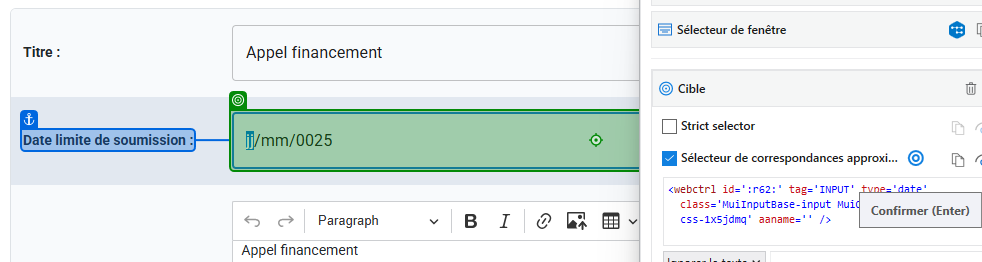 Titre :
Appel financement
Date limite de soumission :
jj/mm/0025
Paragraph
B I
Appel financement
Sélecteur de fenêtre
Cible
Strict selector
Sélecteur de correspondances approxi...
<webctrl id=':r62:' tag='INPUT' type='date'
class='MuiInputBase-input Mui
css-1x5jdmq' aaname='' />
Confirmer (Enter)
Ignorer le texte